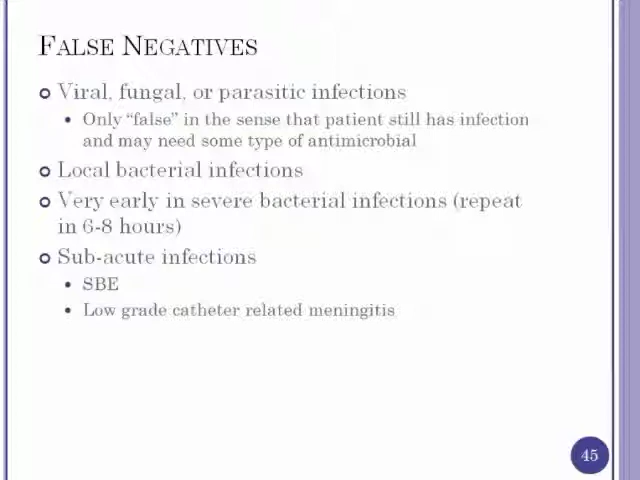 FALSE NEGATIVES
Viral, fungal, or parasitic infections
Only “false” in the sense that patient still has infection
and may need some type of antimicrobial
Local bacterial infections
Very early in severe bacterial infections (repeat
in 6-8 hours)
Sub-acute infections
SBE
Low grade catheter related meningitis
45